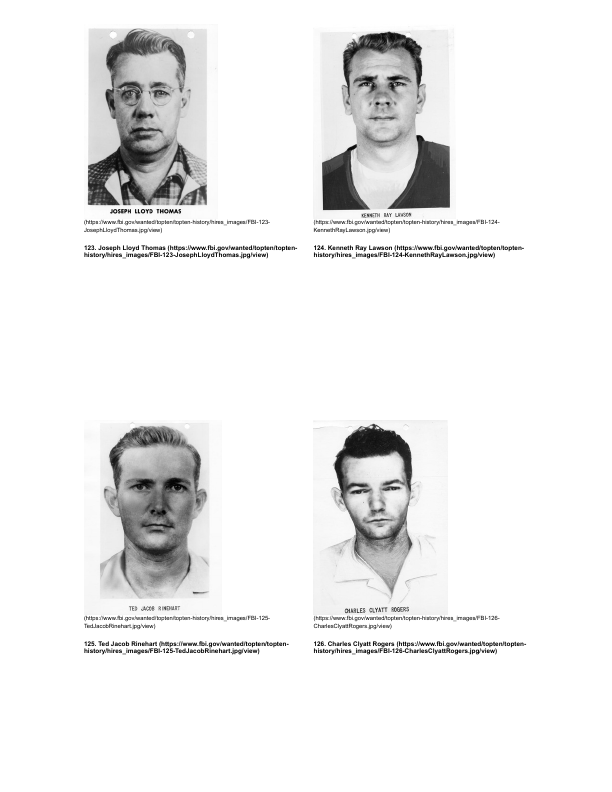 JOSEPH LLOYD THOMAS
(https://www.fbi.gov/wanted/topten/topten-history/hires_images/FBI-123-
JosephLloydThomas.jpg/view)
123. Joseph Lloyd Thomas (https://www.fbi.gov/wanted/topten/topten-
history/hires_images/FBI-123-JosephLloydThomas.jpg/view)
KENNETH RAY LAWSON
(https://www.fbi.gov/wanted/topten/topten-history/hires_images/FBI-124-
KennethRayLawson.jpg/view)
124. Kenneth Ray Lawson (https://www.fbi.gov/wanted/topten/topten-
history/hires_images/FBI-124-KennethRayLawson.jpg/view)
TED JACOB RINEHART
(https://www.fbi.gov/wanted/topten/topten-history/hires_images/FBI-125-
TedJacobRinehart.jpg/view)
125. Ted Jacob Rinehart (https://www.fbi.gov/wanted/topten/topten-
history/hires_images/FBI-125-TedJacobRinehart.jpg/view)
CHARLES CLYATT ROGERS
(https://www.fbi.gov/wanted/topten/topten-history/hires_images/FBI-126-
CharlesClyattRogers.jpg/view)
126. Charles Clyatt Rogers (https://www.fbi.gov/wanted/topten/topten-
history/hires_images/FBI-126-CharlesClyattRogers.jpg/view)